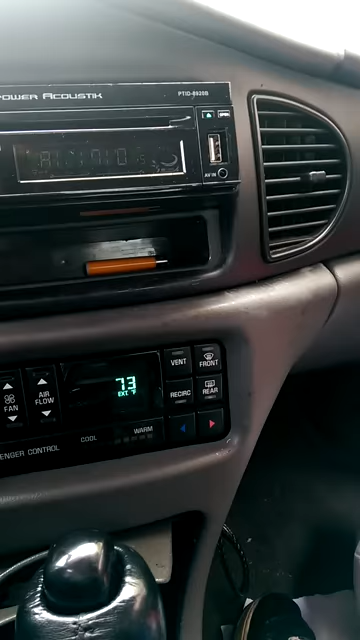 POWER ACOUSTIK
PTID-8920B
OPEN
AV IN
73
EXT °F
FAN
AIR
FLOW
VENT
FRONT
RECIRC
REAR
COOL
WARM
ENGER CONTROL